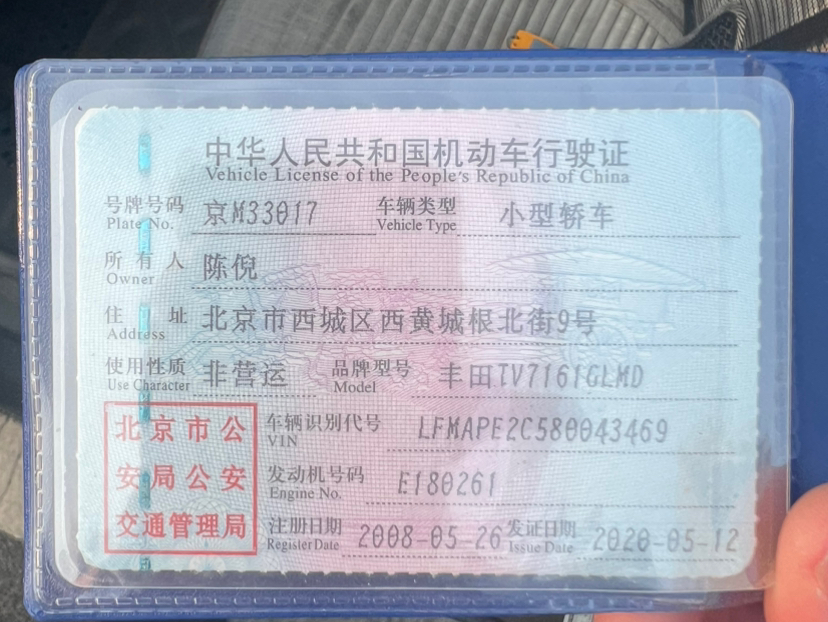 中华人民共和国机动车行驶证
Vehicle License of the People's Republic of China
号牌号码 京M33017 车辆类型 小型轿车
Plate No. Vehicle Type
所有人 陈倪
Owner
住址 北京市西城区西黄城根北街9号
Address
使用性质 非营运 品牌型号 丰田TV7161GLMD
Use Character Model
北京市公 车辆识别代号 LFMAPE2C580043469
VIN
安局公安 发动机号码 E180261
Engine No.
交通管理局 注册日期 2008-05-26 发证日期 2020-05-12
Register Date Issue Date